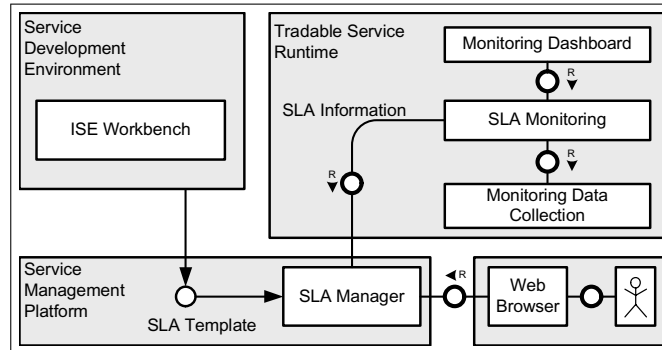 Service
Development
Environment
ISE Workbench
Tradable Service
Runtime
Monitoring Dashboard
R
SLA Information
SLA Monitoring
R
R
Monitoring Data
Collection
Service
Management
Platform
SLA Template
SLA Manager
R
Web
Browser